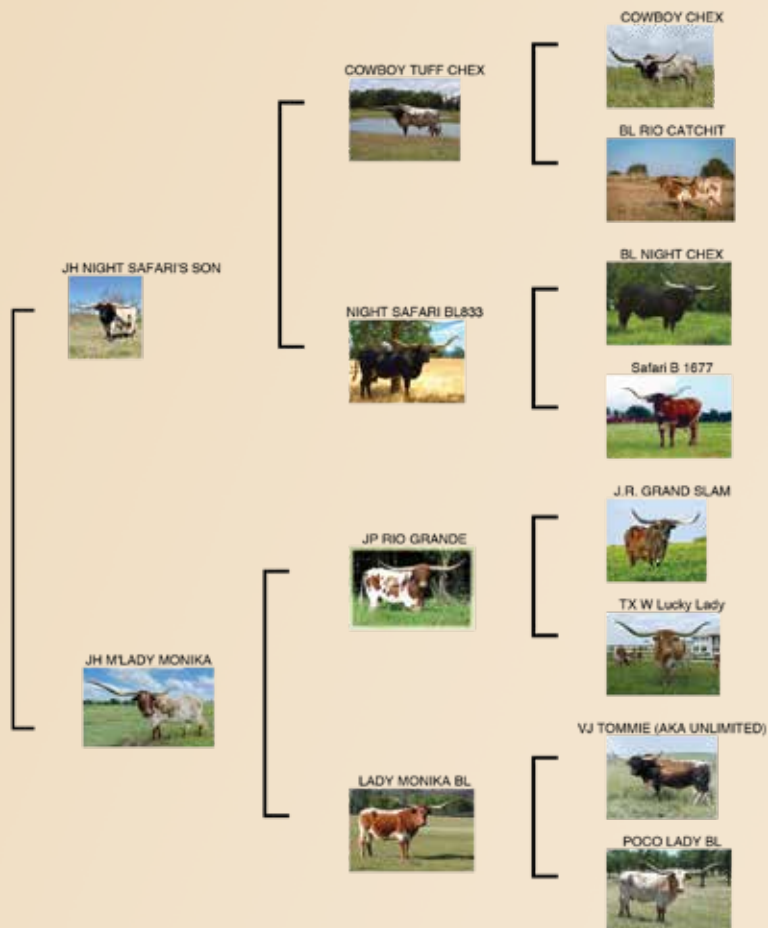 COWBOY CHEX
COWBOY TUFF CHEX
BL RIO CATCHIT
BL NIGHT CHEX
JH NIGHT SAFARI'S SON
NIGHT SAFARI BL833
Safari B 1677
J.R. GRAND SLAM
JP RIO GRANDE
TX W Lucky Lady
JH M'LADY MONIKA
VJ TOMMIE (AKA UNLIMITED)
LADY MONIKA BL
POCO LADY BL